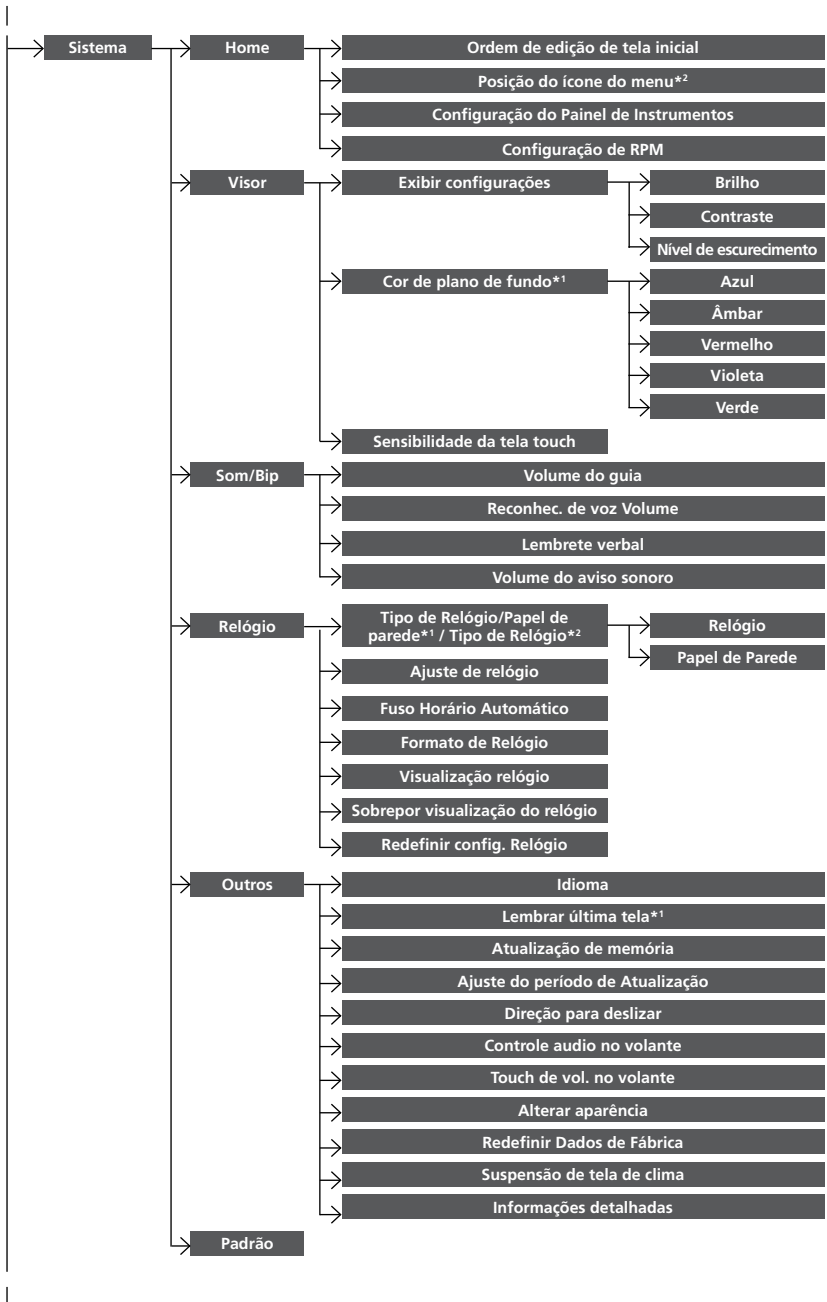 Sistema
Home
Ordem de edição de tela inicial
Posição do ícone do menu*²
Configuração do Painel de Instrumentos
Configuração de RPM
Visor
Exibir configurações
Brilho
Contraste
Nível de escurecimento
Cor de plano de fundo*¹
Azul
Âmbar
Vermelho
Violeta
Verde
Sensibilidade da tela touch
Som/Bip
Volume do guia
Reconhec. de voz Volume
Lembrete verbal
Volume do aviso sonoro
Relógio
Tipo de Relógio/Papel de
parede*¹ / Tipo de Relógio*²
Relógio
Papel de Parede
Ajuste de relógio
Fuso Horário Automático
Formato de Relógio
Visualização relógio
Sobrepor visualização do relógio
Redefinir config. Relógio
Outros
Idioma
Lembrar última tela*¹
Atualização de memória
Ajuste do período de Atualização
Direção para deslizar
Controle audio no volante
Touch de vol. no volante
Alterar aparência
Redefinir Dados de Fábrica
Suspensão de tela de clima
Informações detalhadas
Padrão